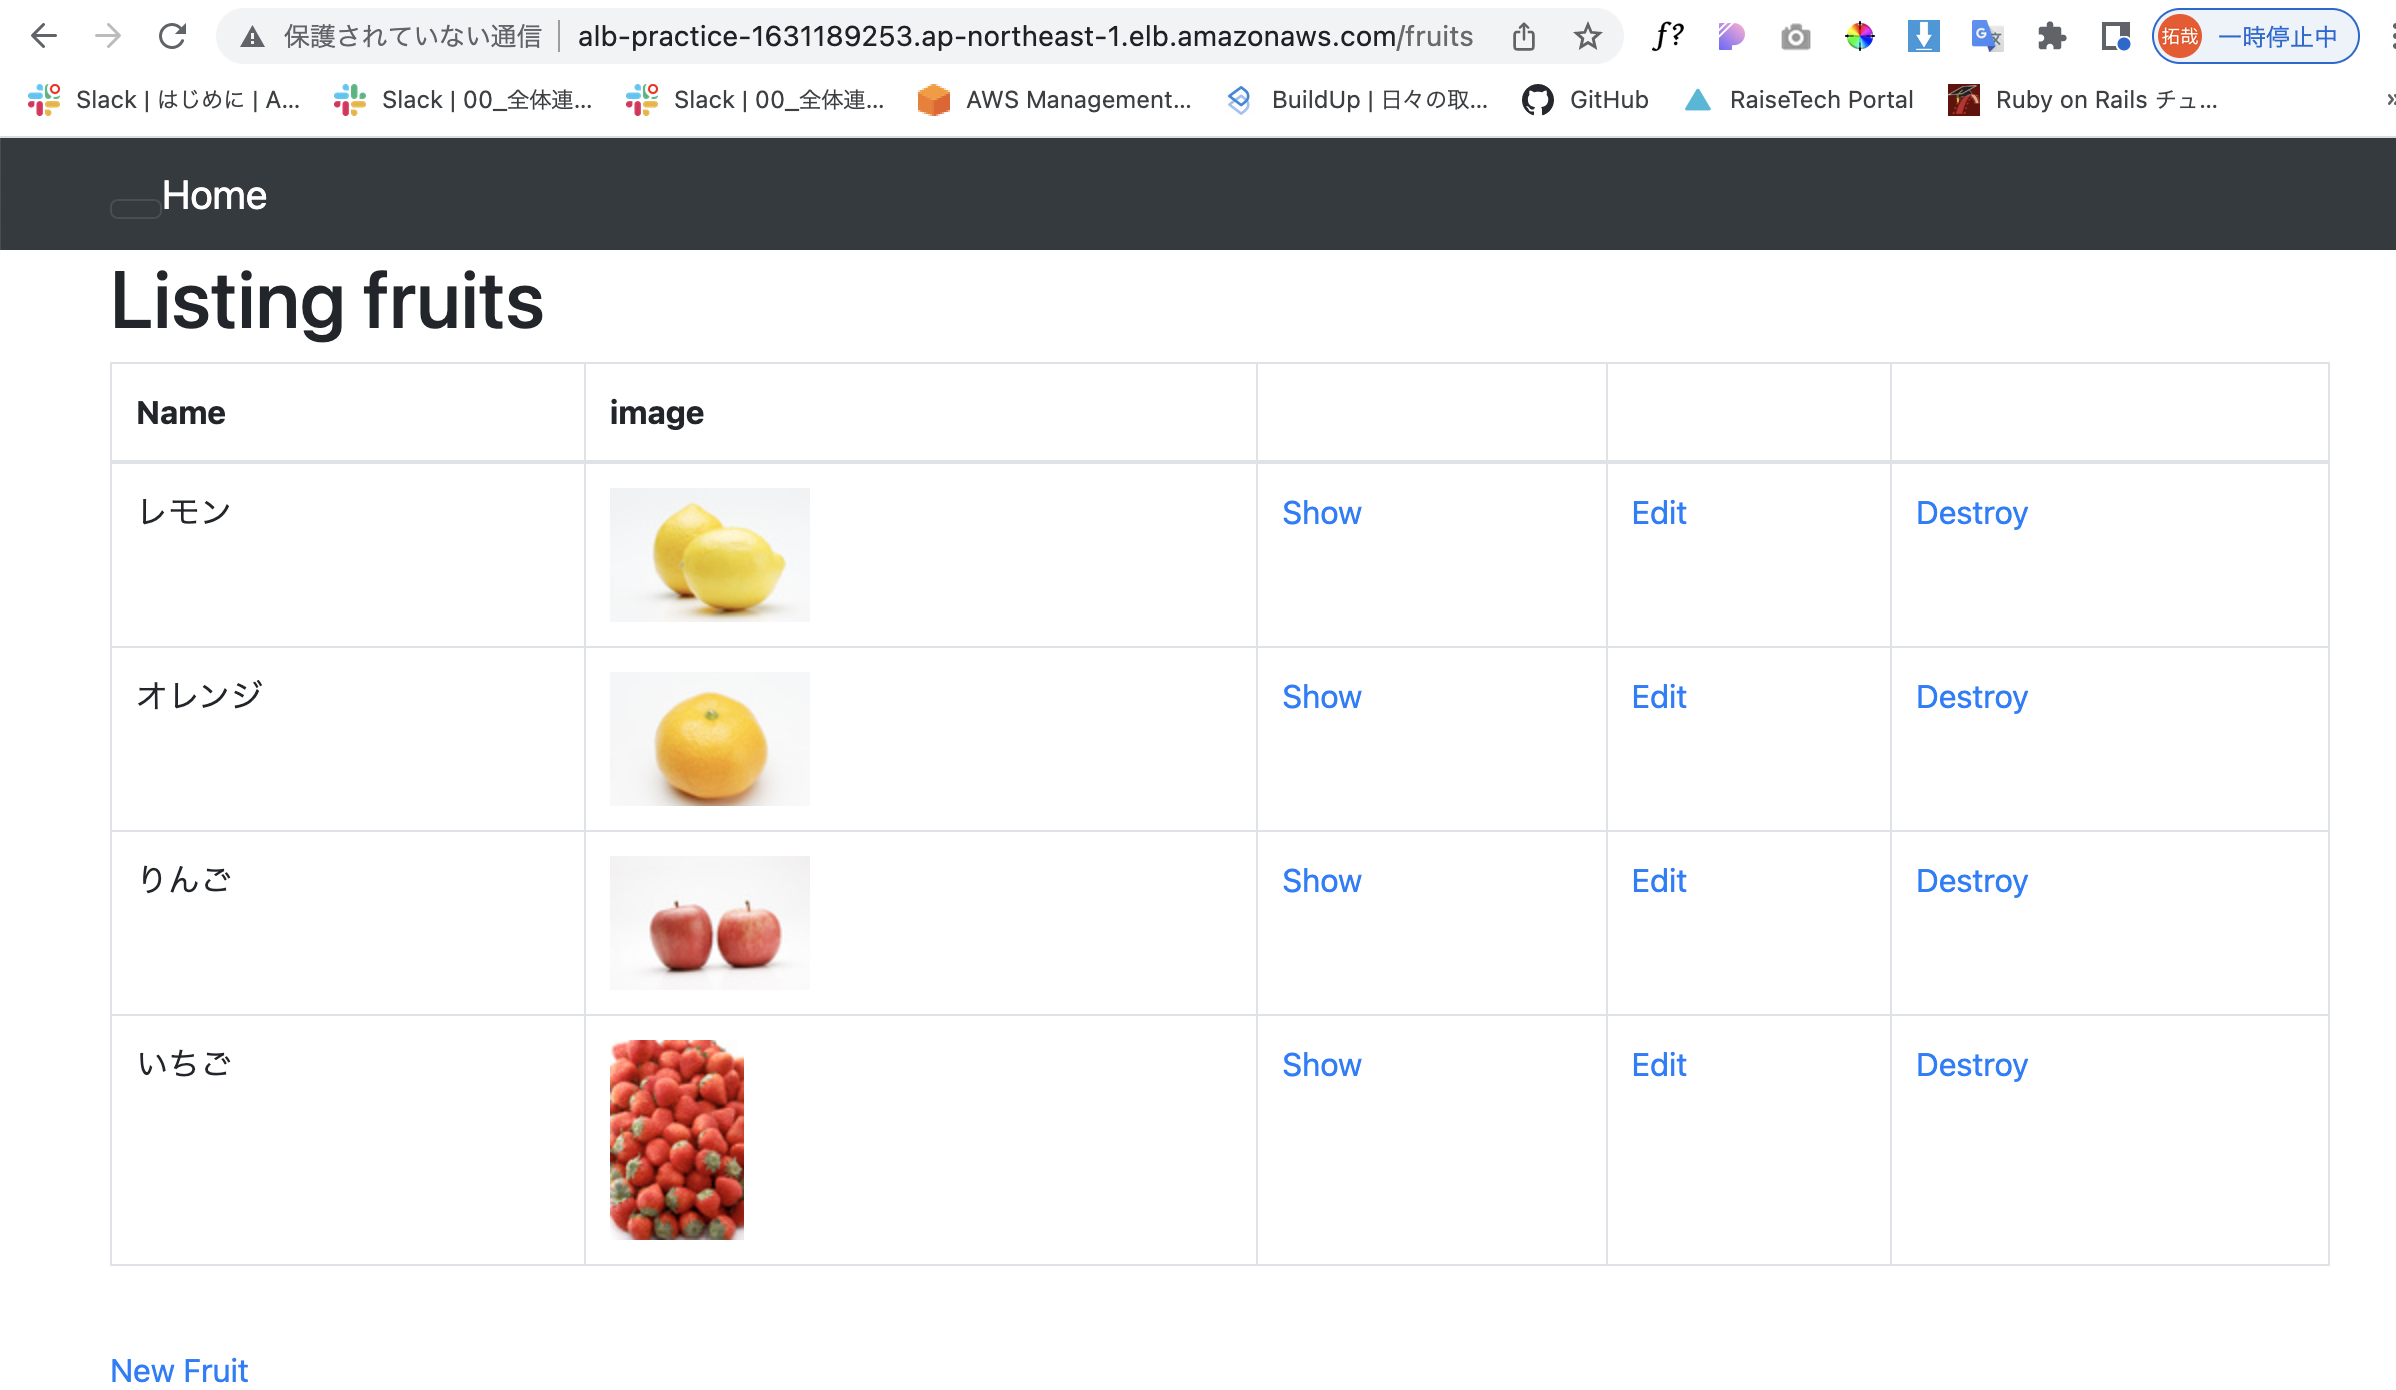 保護されていない通信 alb-practice-1631189253.ap-northeast-1.elb.amazonaws.com/fruits f? 拓哉 一時停止中
Slack | はじめに | A... Slack | 00_全体連... Slack | 00_全体連... AWS Management... BuildUp | 日々の取... GitHub RaiseTech Portal Ruby on Rails チュ... »
Home
Listing fruits
Name image
レモン Show Edit Destroy
オレンジ Show Edit Destroy
りんご Show Edit Destroy
いちご Show Edit Destroy
New Fruit